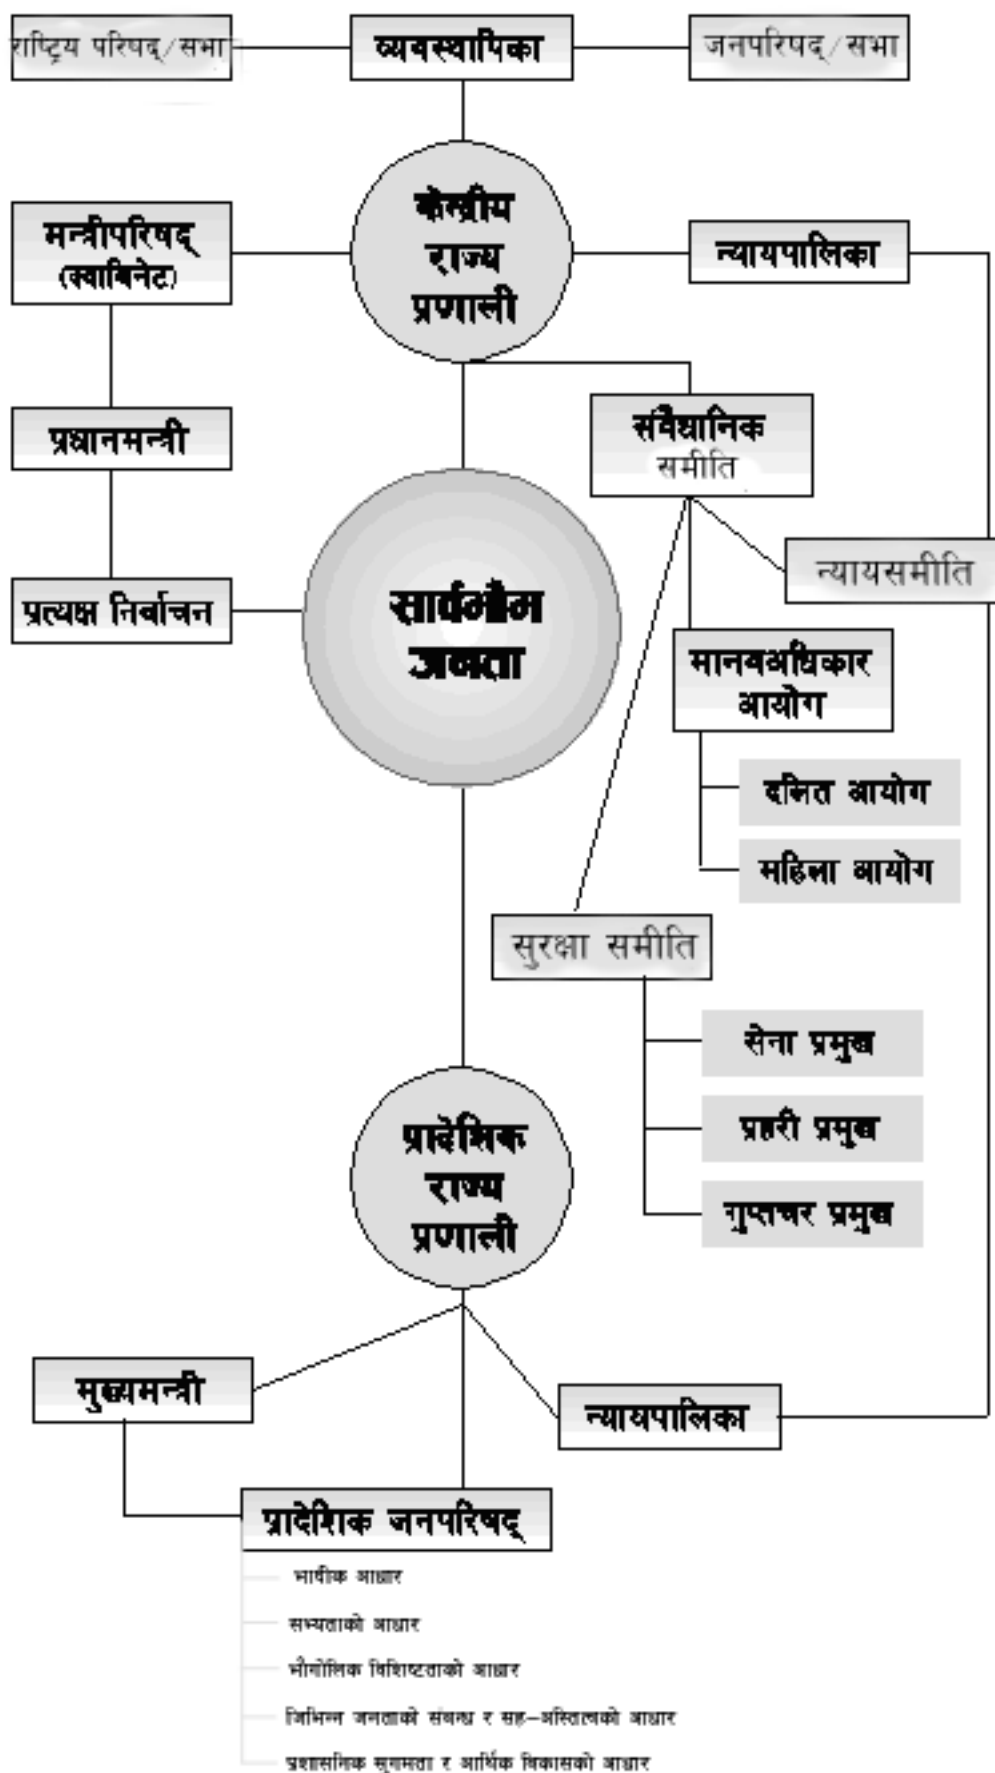 राष्ट्रिय परिषद्/सभा
व्यवस्थापिका
जनपरिषद्/सभा
केन्द्रीय
राज्य
प्रणाली
मन्त्रीपरिषद्
(क्याबिनेट)
न्यायपालिका
प्रधानमन्त्री
संवैधानिक
समीति
प्रत्यक्ष निर्वाचन
सार्वभौम
जनता
न्यायसमीति
मानवअधिकार
आयोग
दलित आयोग
महिला आयोग
सुरक्षा समीति
सेना प्रमुख
प्रहरी प्रमुख
गुप्तचर प्रमुख
प्रादेशिक
राज्य
प्रणाली
मुख्यमन्त्री
न्यायपालिका
प्रादेशिक जनपरिषद्
भाषीक आधार
सभ्यताको आधार
भौगोलिक विशिष्टताको आधार
जिभिन्न जनताको संबन्ध र सह-अस्तित्वको आधार
प्रशासनिक सुगमता र आर्थिक विकासको आधार